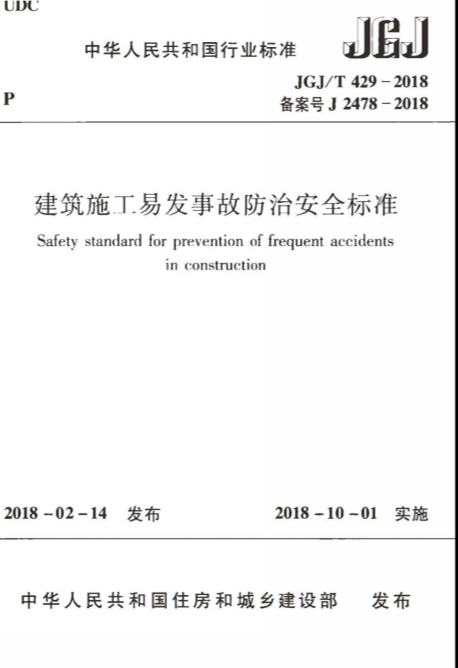 UDC
中华人民共和国行业标准 JGJ
P
JGJ/T 429－2018
备案号 J 2478－2018
建筑施工易发事故防治安全标准
Safety standard for prevention of frequent accidents
in construction
2018－02－14 发布 2018－10－01 实施
中华人民共和国住房和城乡建设部 发布